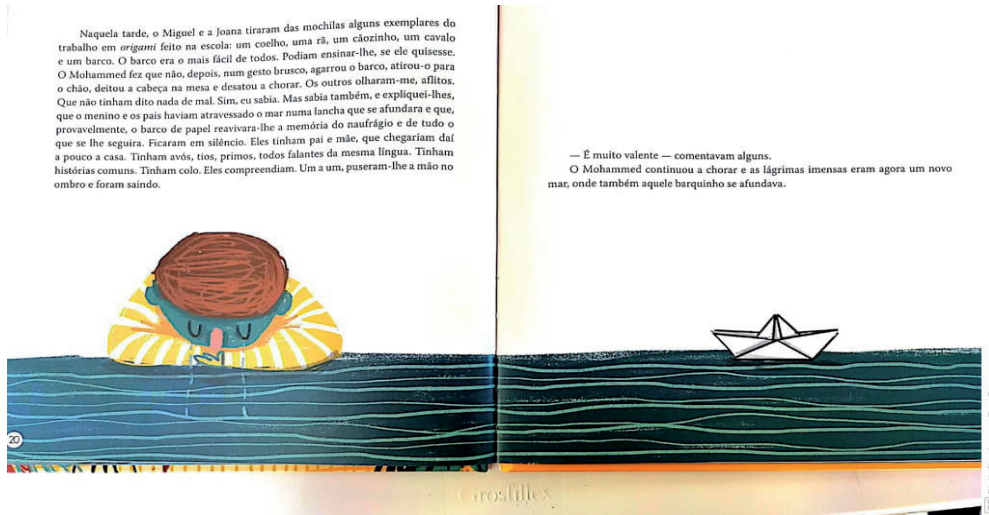 Naquela tarde, o Miguel e a Joana tiraram das mochilas alguns exemplares do
trabalho em origami feito na escola: um coelho, uma rã, um cãozinho, um cavalo
e um barco. O barco era o mais fácil de todos. Podiam ensinar-lhe, se ele quisesse.
O Mohammed fez que não, depois, num gesto brusco, agarrou o barco, atirou-o para
o chão, deitou a cabeça na mesa e desatou a chorar. Os outros olharam-me, aflitos.
Que não tinham dito nada de mal. Sim, eu sabia. Mas sabia também, e expliquei-lhes,
que o menino e os pais haviam atravessado o mar numa lancha que se afundara e que,
provavelmente, o barco de papel reavivara-lhe a memória do naufrágio e de tudo o
que se lhe seguira. Ficaram em silêncio. Eles tinham pai e mãe, que chegariam daí
a pouco a casa. Tinham avós, tios, primos, todos falantes da mesma língua. Tinham
histórias comuns. Tinham colo. Eles compreendiam. Um a um, puseram-lhe a mão no
ombro e foram saindo.
20
— É muito valente — comentavam alguns.
O Mohammed continuou a chorar e as lágrimas imensas eram agora um novo
mar, onde também aquele barquinho se afundava.
Grosfillex